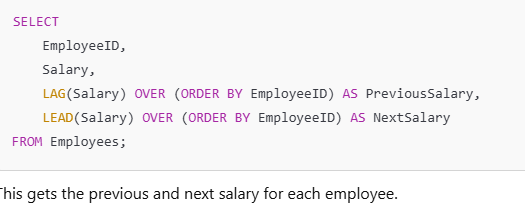 SELECT
    EmployeeID,
    Salary,
    LAG(Salary) OVER (ORDER BY EmployeeID) AS PreviousSalary,
    LEAD(Salary) OVER (ORDER BY EmployeeID) AS NextSalary
FROM Employees;
This gets the previous and next salary for each employee.